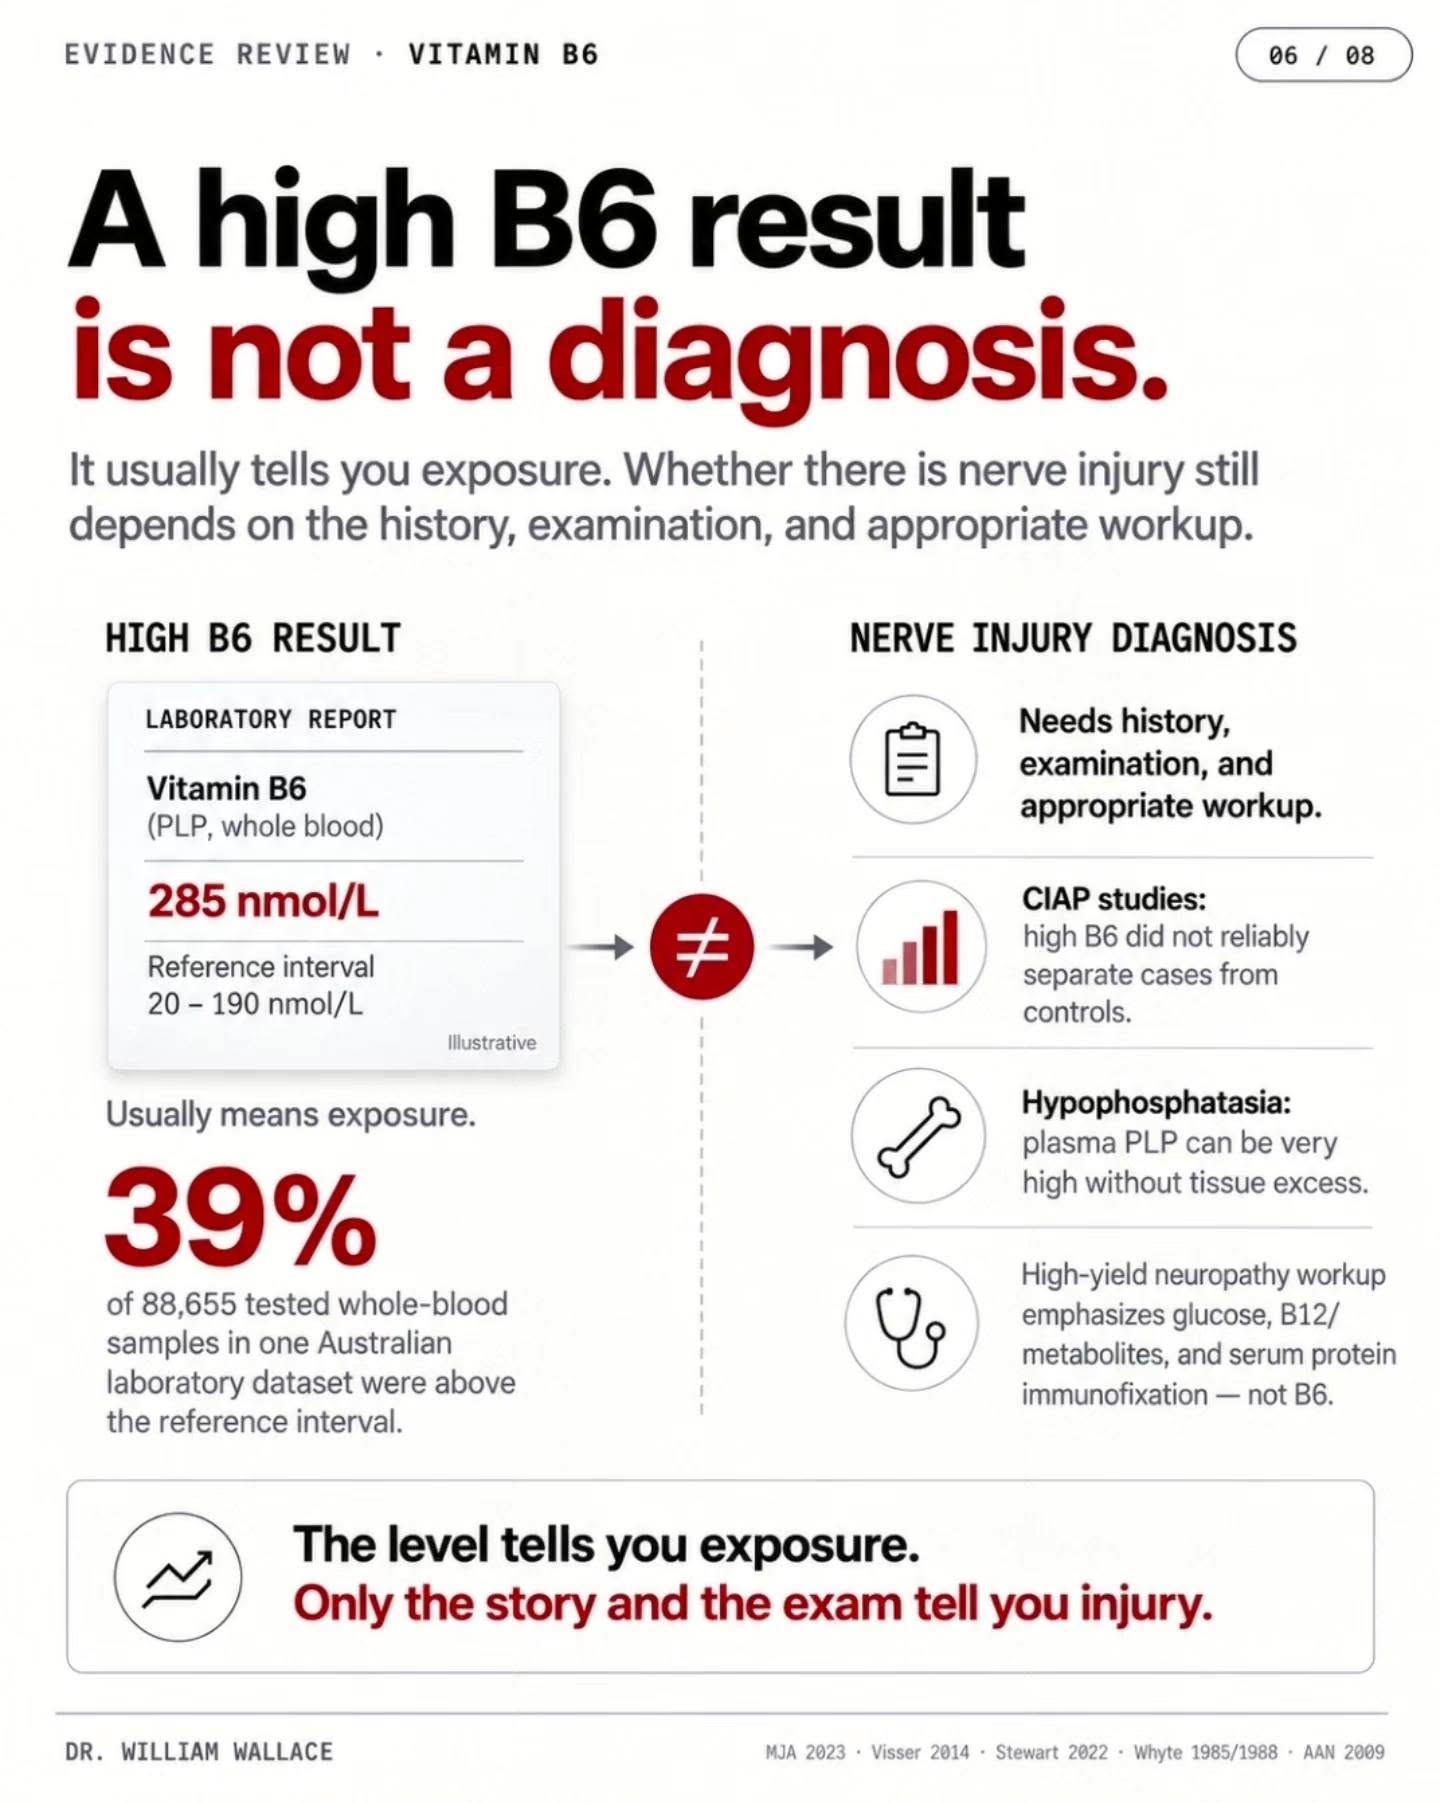 EVIDENCE REVIEW · VITAMIN B6
06 / 08
A high B6 result
is not a diagnosis.
It usually tells you exposure. Whether there is nerve injury still
depends on the history, examination, and appropriate workup.
HIGH B6 RESULT
LABORATORY REPORT
Vitamin B6
(PLP, whole blood)
285 nmol/L
Reference interval
20 – 190 nmol/L
Illustrative
Usually means exposure.
39%
of 88,655 tested whole-blood
samples in one Australian
laboratory dataset were above
the reference interval.
≠
NERVE INJURY DIAGNOSIS
Needs history,
examination, and
appropriate workup.
CIAP studies:
high B6 did not reliably
separate cases from
controls.
Hypophosphatasia:
plasma PLP can be very
high without tissue excess.
High-yield neuropathy workup
emphasizes glucose, B12/
metabolites, and serum protein
immunofixation — not B6.
The level tells you exposure.
Only the story and the exam tell you injury.
DR. WILLIAM WALLACE
MJA 2023 · Visser 2014 · Stewart 2022 · Whyte 1985/1988 · AAN 2009